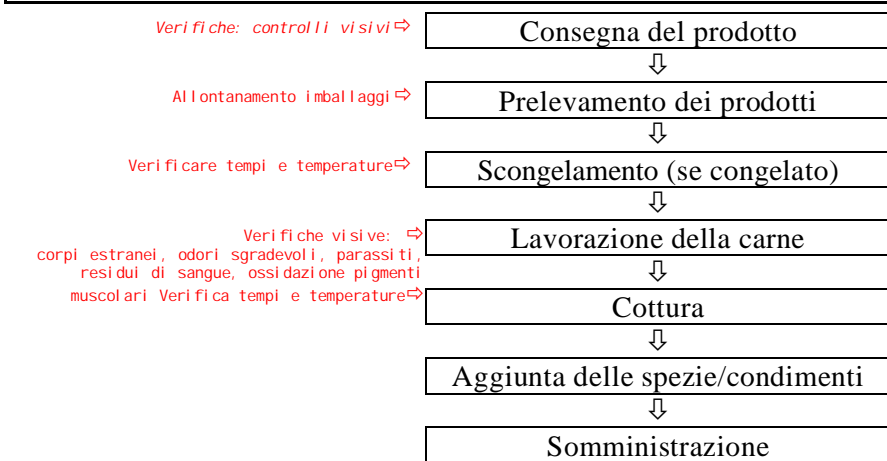 Verifiche: controlli visivi⇨ Consegna del prodotto
⇩
Allontanamento imballaggi⇨ Prelevamento dei prodotti
⇩
Verificare tempi e temperature⇨ Scongelamento (se congelato)
⇩
Verifiche visive: ⇨ Lavorazione della carne
corpi estranei, odori sgradevoli, parassiti,
residui di sangue, ossidazione pigmenti
⇩
muscolari Verifica tempi e temperature⇨ Cottura
⇩
Aggiunta delle spezie/condimenti
⇩
Somministrazione